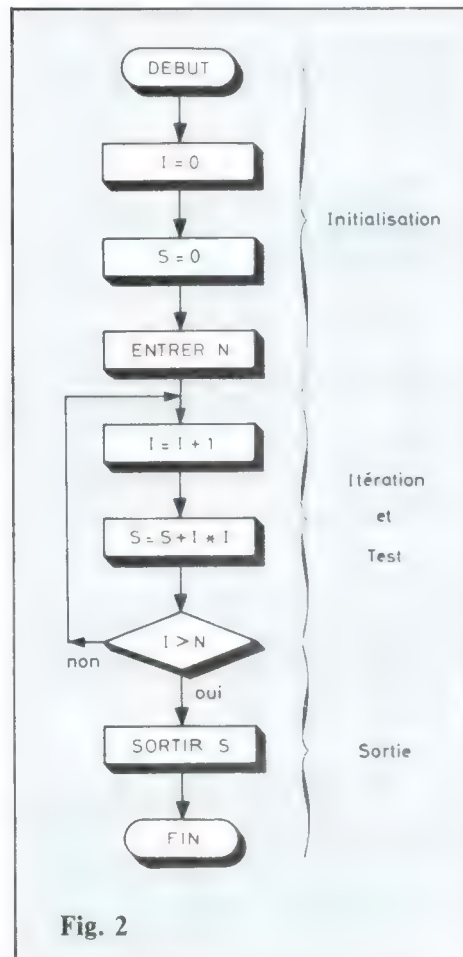 DEBUT
I = 0
Initialisation
S = 0
ENTRER N
I = I + 1
Itération
et
Test
S = S + I * I
I > N
non
oui
SORTIR S
Sortie
FIN
Fig. 2